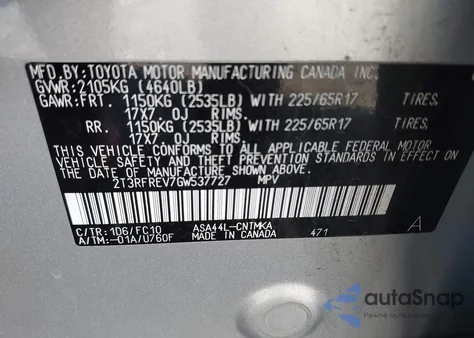 MFD.BY:TOYOTA MOTOR MANUFACTURING CANADA INC.
GVWR:2105KG (4640LB)
GAWR:FRT. 1150KG (2535LB) WITH 225/65R17 TIRES,
17X7.0J RIMS.
RR. 1150KG (2535LB) WITH 225/65R17 TIRES,
17X7.0J RIMS.
THIS VEHICLE CONFORMS TO ALL APPLICABLE FEDERAL MOTOR
VEHICLE SAFETY AND THEFT PREVENTION STANDARDS IN EFFECT ON
THE DATE OF MANUFACTURE SHOWN ABOVE.
2T3RFREV7GW537727 MPV
C/TR:1D6/FC10 ASA44L-CNTMKA
A/TM:-01A/U760F MADE IN CANADA 471
A
autoSnap